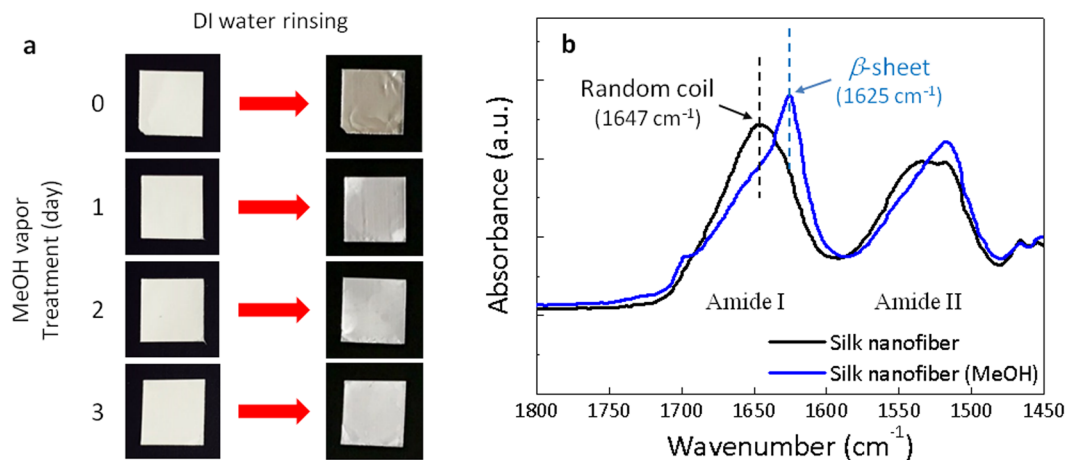 DI water rinsing
a
0
1
2
3
MeOH vapor
Treatment (day)
b
Random coil
(1647 cm⁻¹)
β-sheet
(1625 cm⁻¹)
Absorbance (a.u.)
Amide I
Amide II
Silk nanofiber
Silk nanofiber (MeOH)
1800 1750 1700 1650 1600 1550 1500 1450
Wavenumber (cm⁻¹)